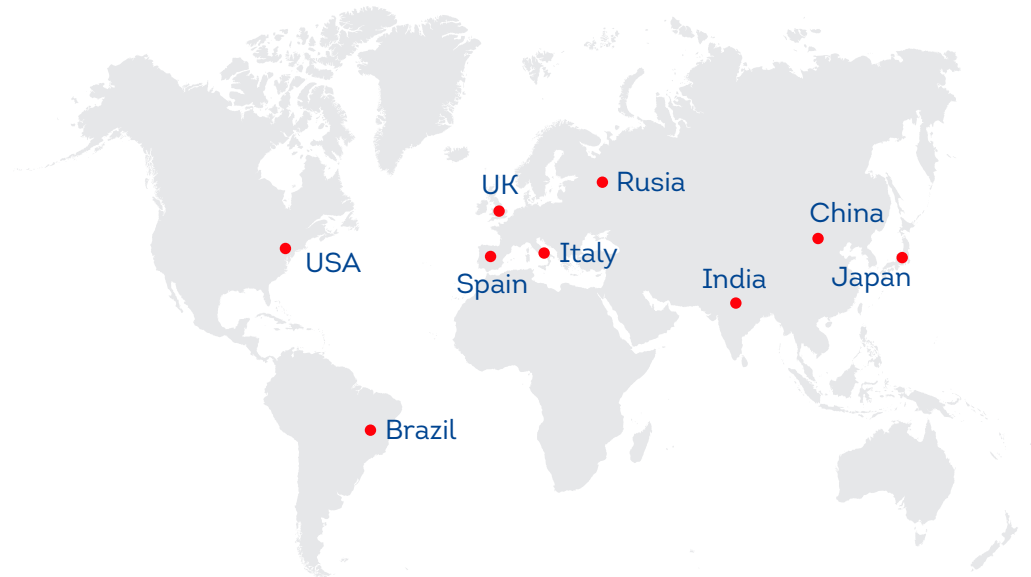 UK
Rusia
China
USA
Italy
Spain
India
Japan
Brazil